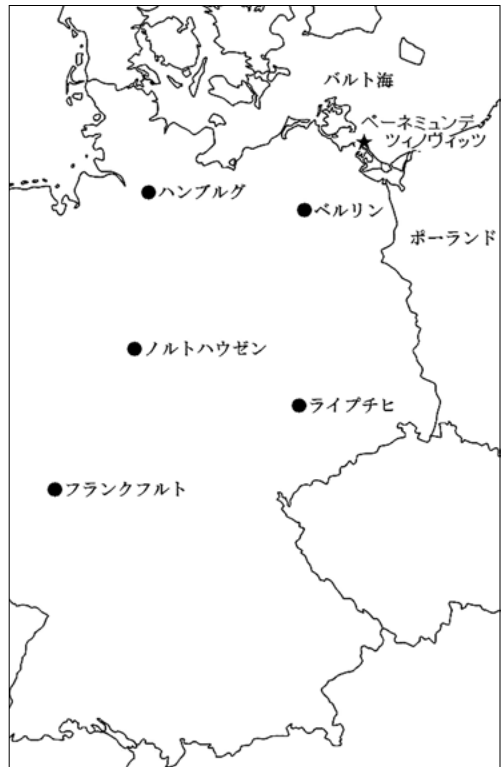 バルト海
ペーネミュンデ
ツィノヴィッツ
ハンブルグ
ベルリン
ポーランド
ノルトハウゼン
ライプチヒ
フランクフルト